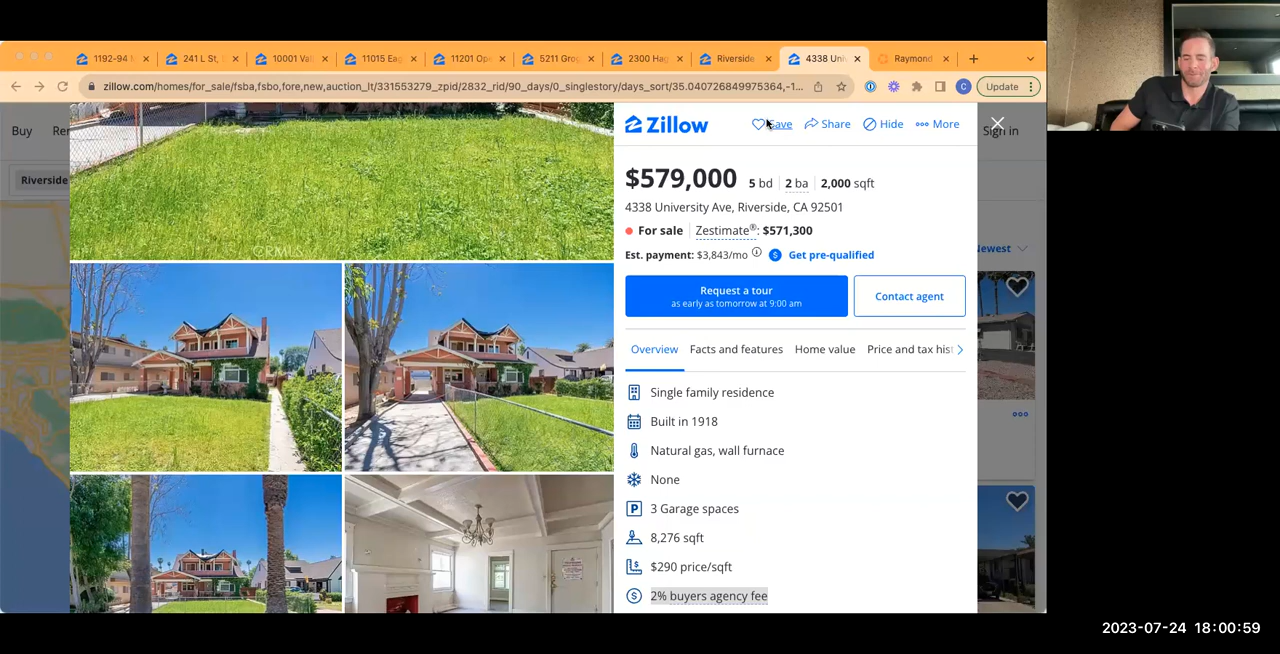 1192-94
241 L St,
10001 Va
11015 Eag
11201 Op
5211 Gro
2300 Hag
Riverside
4338 Uni
Raymond
zillow.com/homes/for_sale/fsba,fsbo,fore,new,auction_lt/331553279_zpid/2832_rid/90_days/0_singlestory/days_sort/35.040726849975364,-1...
C
Update
Buy
Ren
Zillow
Save
Share
Hide
More
Sign in
Riverside
$579,000 5 bd 2 ba 2,000 sqft
4338 University Ave, Riverside, CA 92501
For sale Zestimate®: $571,300
Newest
Est. payment: $3,843/mo $ Get pre-qualified
Request a tour
as early as tomorrow at 9:00 am
Contact agent
Overview Facts and features Home value Price and tax hist
Single family residence
Built in 1918
Natural gas, wall furnace
None
P 3 Garage spaces
8,276 sqft
$290 price/sqft
$ 2% buyers agency fee
CRMLS
2023-07-24 18:00:59